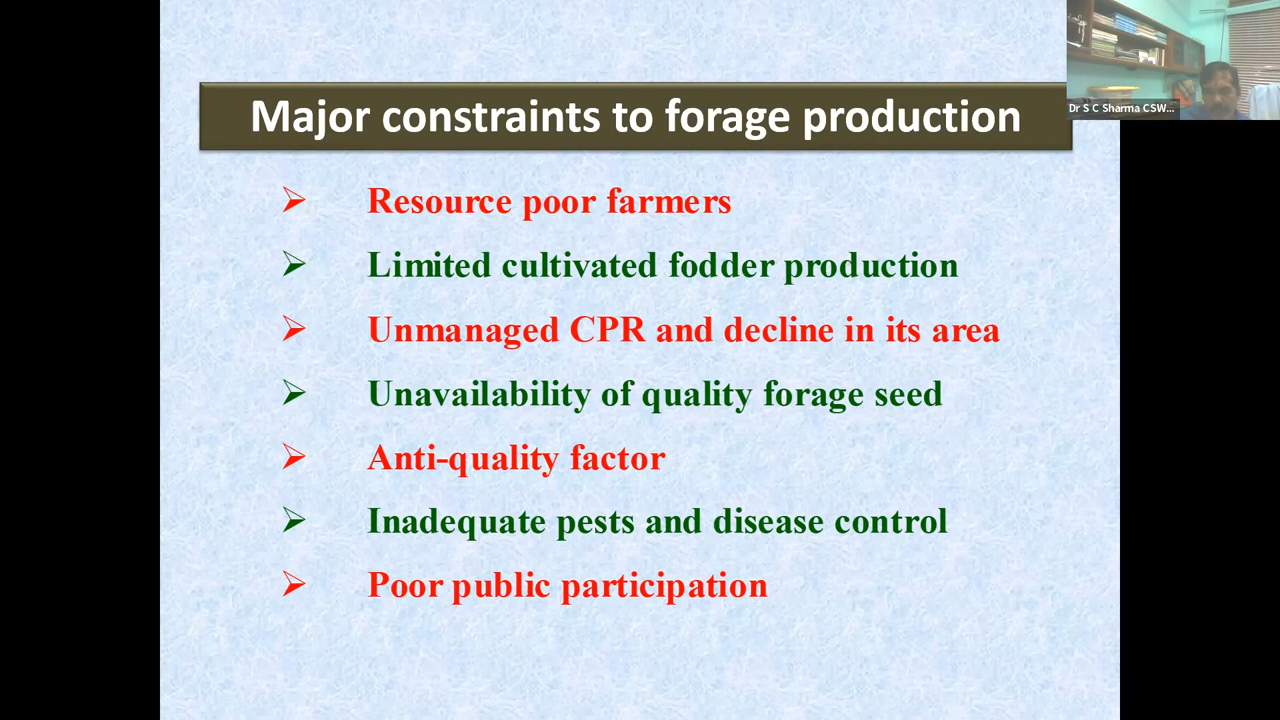 Major constraints to forage production
Dr S C Sharma CSW...
Resource poor farmers
Limited cultivated fodder production
Unmanaged CPR and decline in its area
Unavailability of quality forage seed
Anti-quality factor
Inadequate pests and disease control
Poor public participation